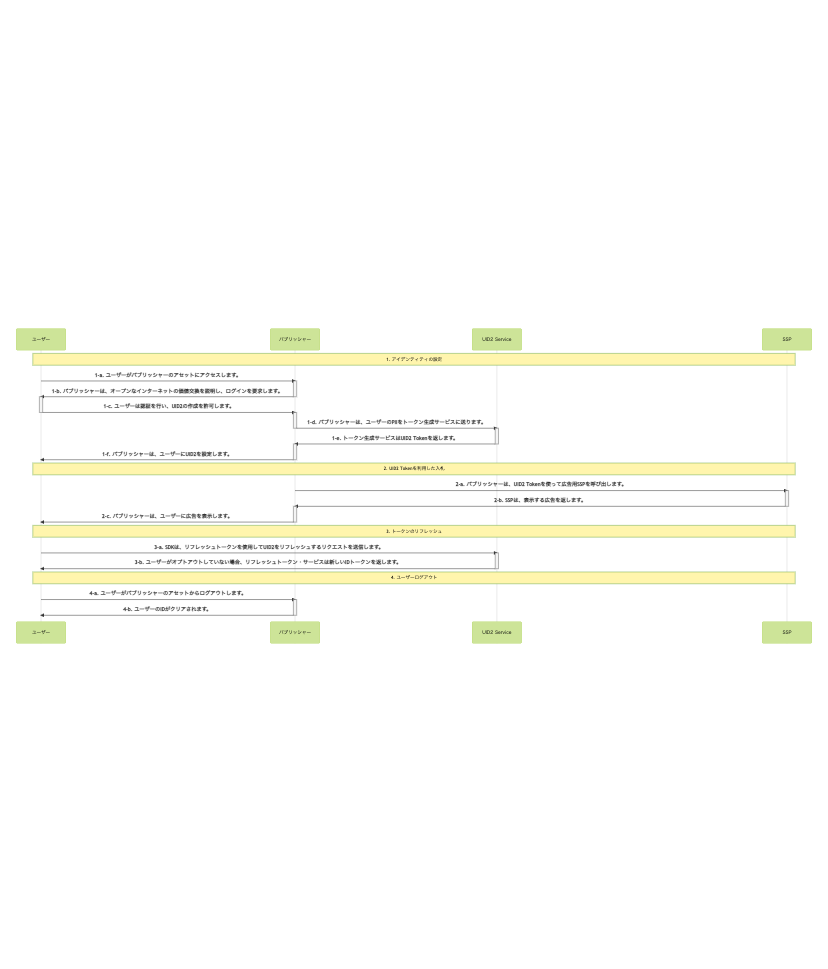 ユーザー
パブリッシャー
UID2 Service
SSP
1. アイデンティティの設定
1-a. ユーザーがパブリッシャーのアセットにアクセスします。
1-b. パブリッシャーは、オープンなインターネットの価値交換を説明し、ログインを要求します。
1-c. ユーザーは認証を行い、UID2の作成を許可します。
1-d. パブリッシャーは、ユーザーのPIIをトークン生成サービスに送ります。
1-e. トークン生成サービスはUID2 Tokenを返します。
1-f. パブリッシャーは、ユーザーにUID2を設定します。
2. UID2 Tokenを利用した入札
2-a. パブリッシャーは、UID2 Tokenを使って広告用SSPを呼び出します。
2-b. SSPは、表示する広告を返します。
2-c. パブリッシャーは、ユーザーに広告を表示します。
3. トークンのリフレッシュ
3-a. SDKは、リフレッシュトークンを使用してUID2をリフレッシュするリクエストを送信します。
3-b. ユーザーがオプトアウトしていない場合、リフレッシュトークン・サービスは新しいIDトークンを返します。
4. ユーザーログアウト
4-a. ユーザーがパブリッシャーのアセットからログアウトします。
4-b. ユーザーのIDがクリアされます。
ユーザー
パブリッシャー
UID2 Service
SSP